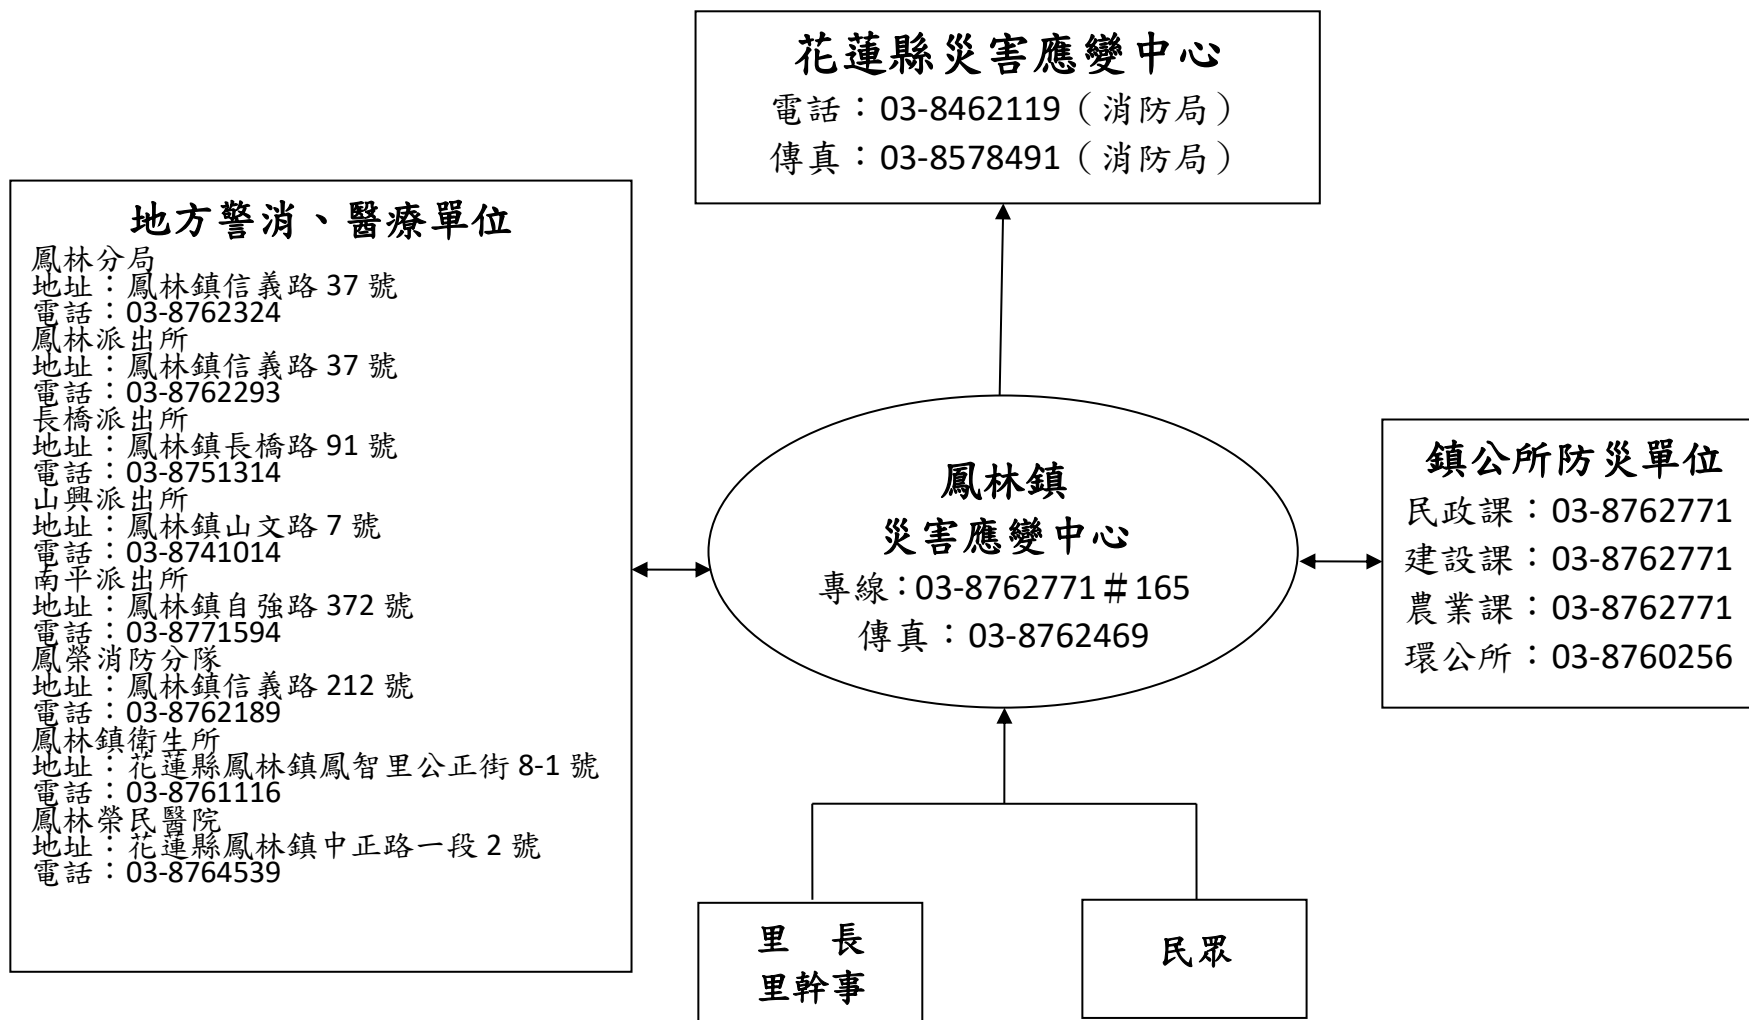 花蓮縣災害應變中心
電話：03-8462119（消防局）
傳真：03-8578491（消防局）
地方警消、醫療單位
鳳林分局
地址：鳳林鎮信義路 37 號
電話：03-8762324
鳳林派出所
地址：鳳林鎮信義路 37 號
電話：03-8762293
長橋派出所
地址：鳳林鎮長橋路 91 號
電話：03-8751314
山興派出所
地址：鳳林鎮山文路 7 號
電話：03-8741014
南平派出所
地址：鳳林鎮自強路 372 號
電話：03-8771594
鳳榮消防分隊
地址：鳳林鎮信義路 212 號
電話：03-8762189
鳳林鎮衛生所
地址：花蓮縣鳳林鎮鳳智里公正街 8-1 號
電話：03-8761116
鳳林榮民醫院
地址：花蓮縣鳳林鎮中正路一段 2 號
電話：03-8764539
鳳林鎮
災害應變中心
專線：03-8762771＃165
傳真：03-8762469
鎮公所防災單位
民政課：03-8762771
建設課：03-8762771
農業課：03-8762771
環公所：03-8760256
里　長
里幹事
民眾